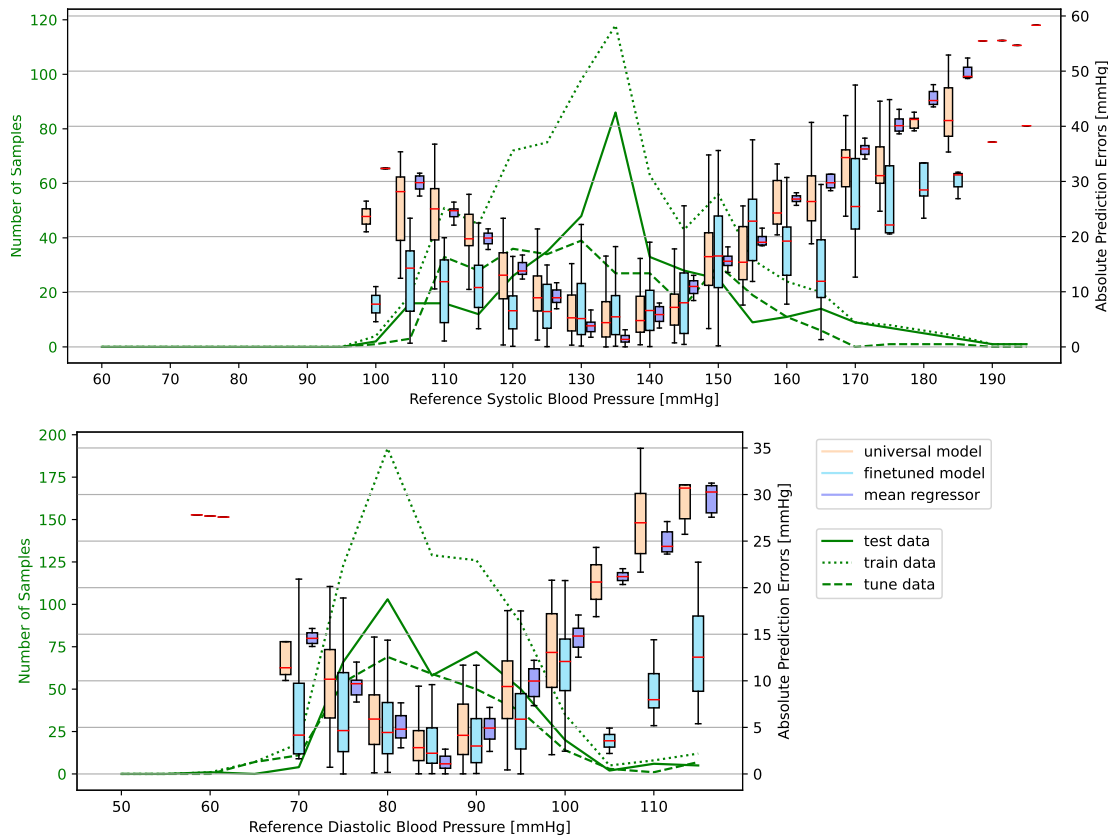 Number of Samples
120
100
80
60
40
20
0
60
50
40
30
20
10
0
Absolute Prediction Errors [mmHg]
60 70 80 90 100 110 120 130 140 150 160 170 180 190
Reference Systolic Blood Pressure [mmHg]
Number of Samples
200
175
150
125
100
75
50
25
0
35
30
25
20
15
10
5
0
Absolute Prediction Errors [mmHg]
50 60 70 80 90 100 110
Reference Diastolic Blood Pressure [mmHg]
universal model
finetuned model
mean regressor
test data
train data
tune data